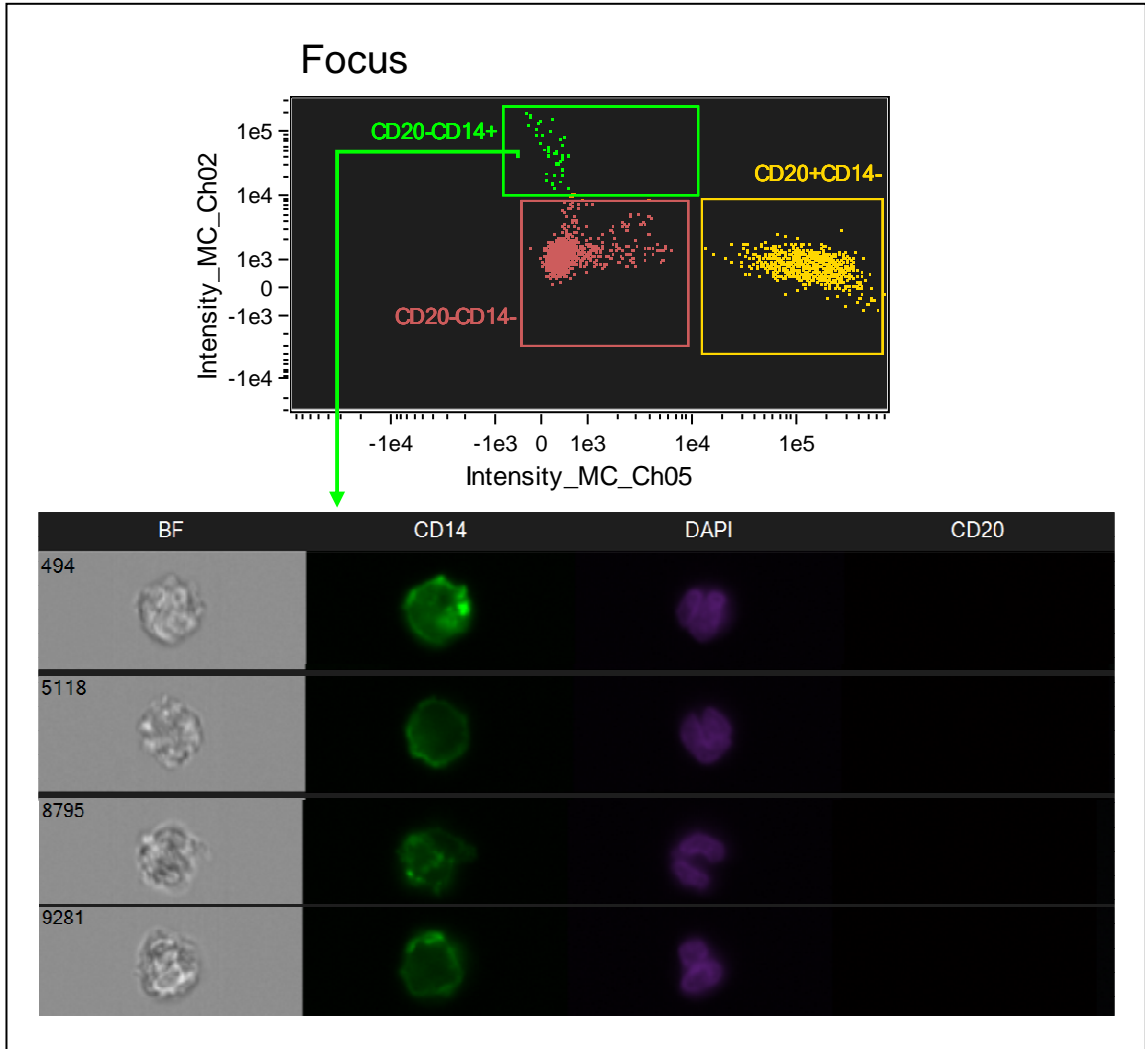 Focus
Intensity_MC_Ch02
1e5
1e4
1e3
0
-1e3
-1e4
CD20-CD14+
CD20+CD14-
CD20-CD14-
-1e4 -1e3 0 1e3 1e4 1e5
Intensity_MC_Ch05
BF CD14 DAPI CD20
494
5118
8795
9281